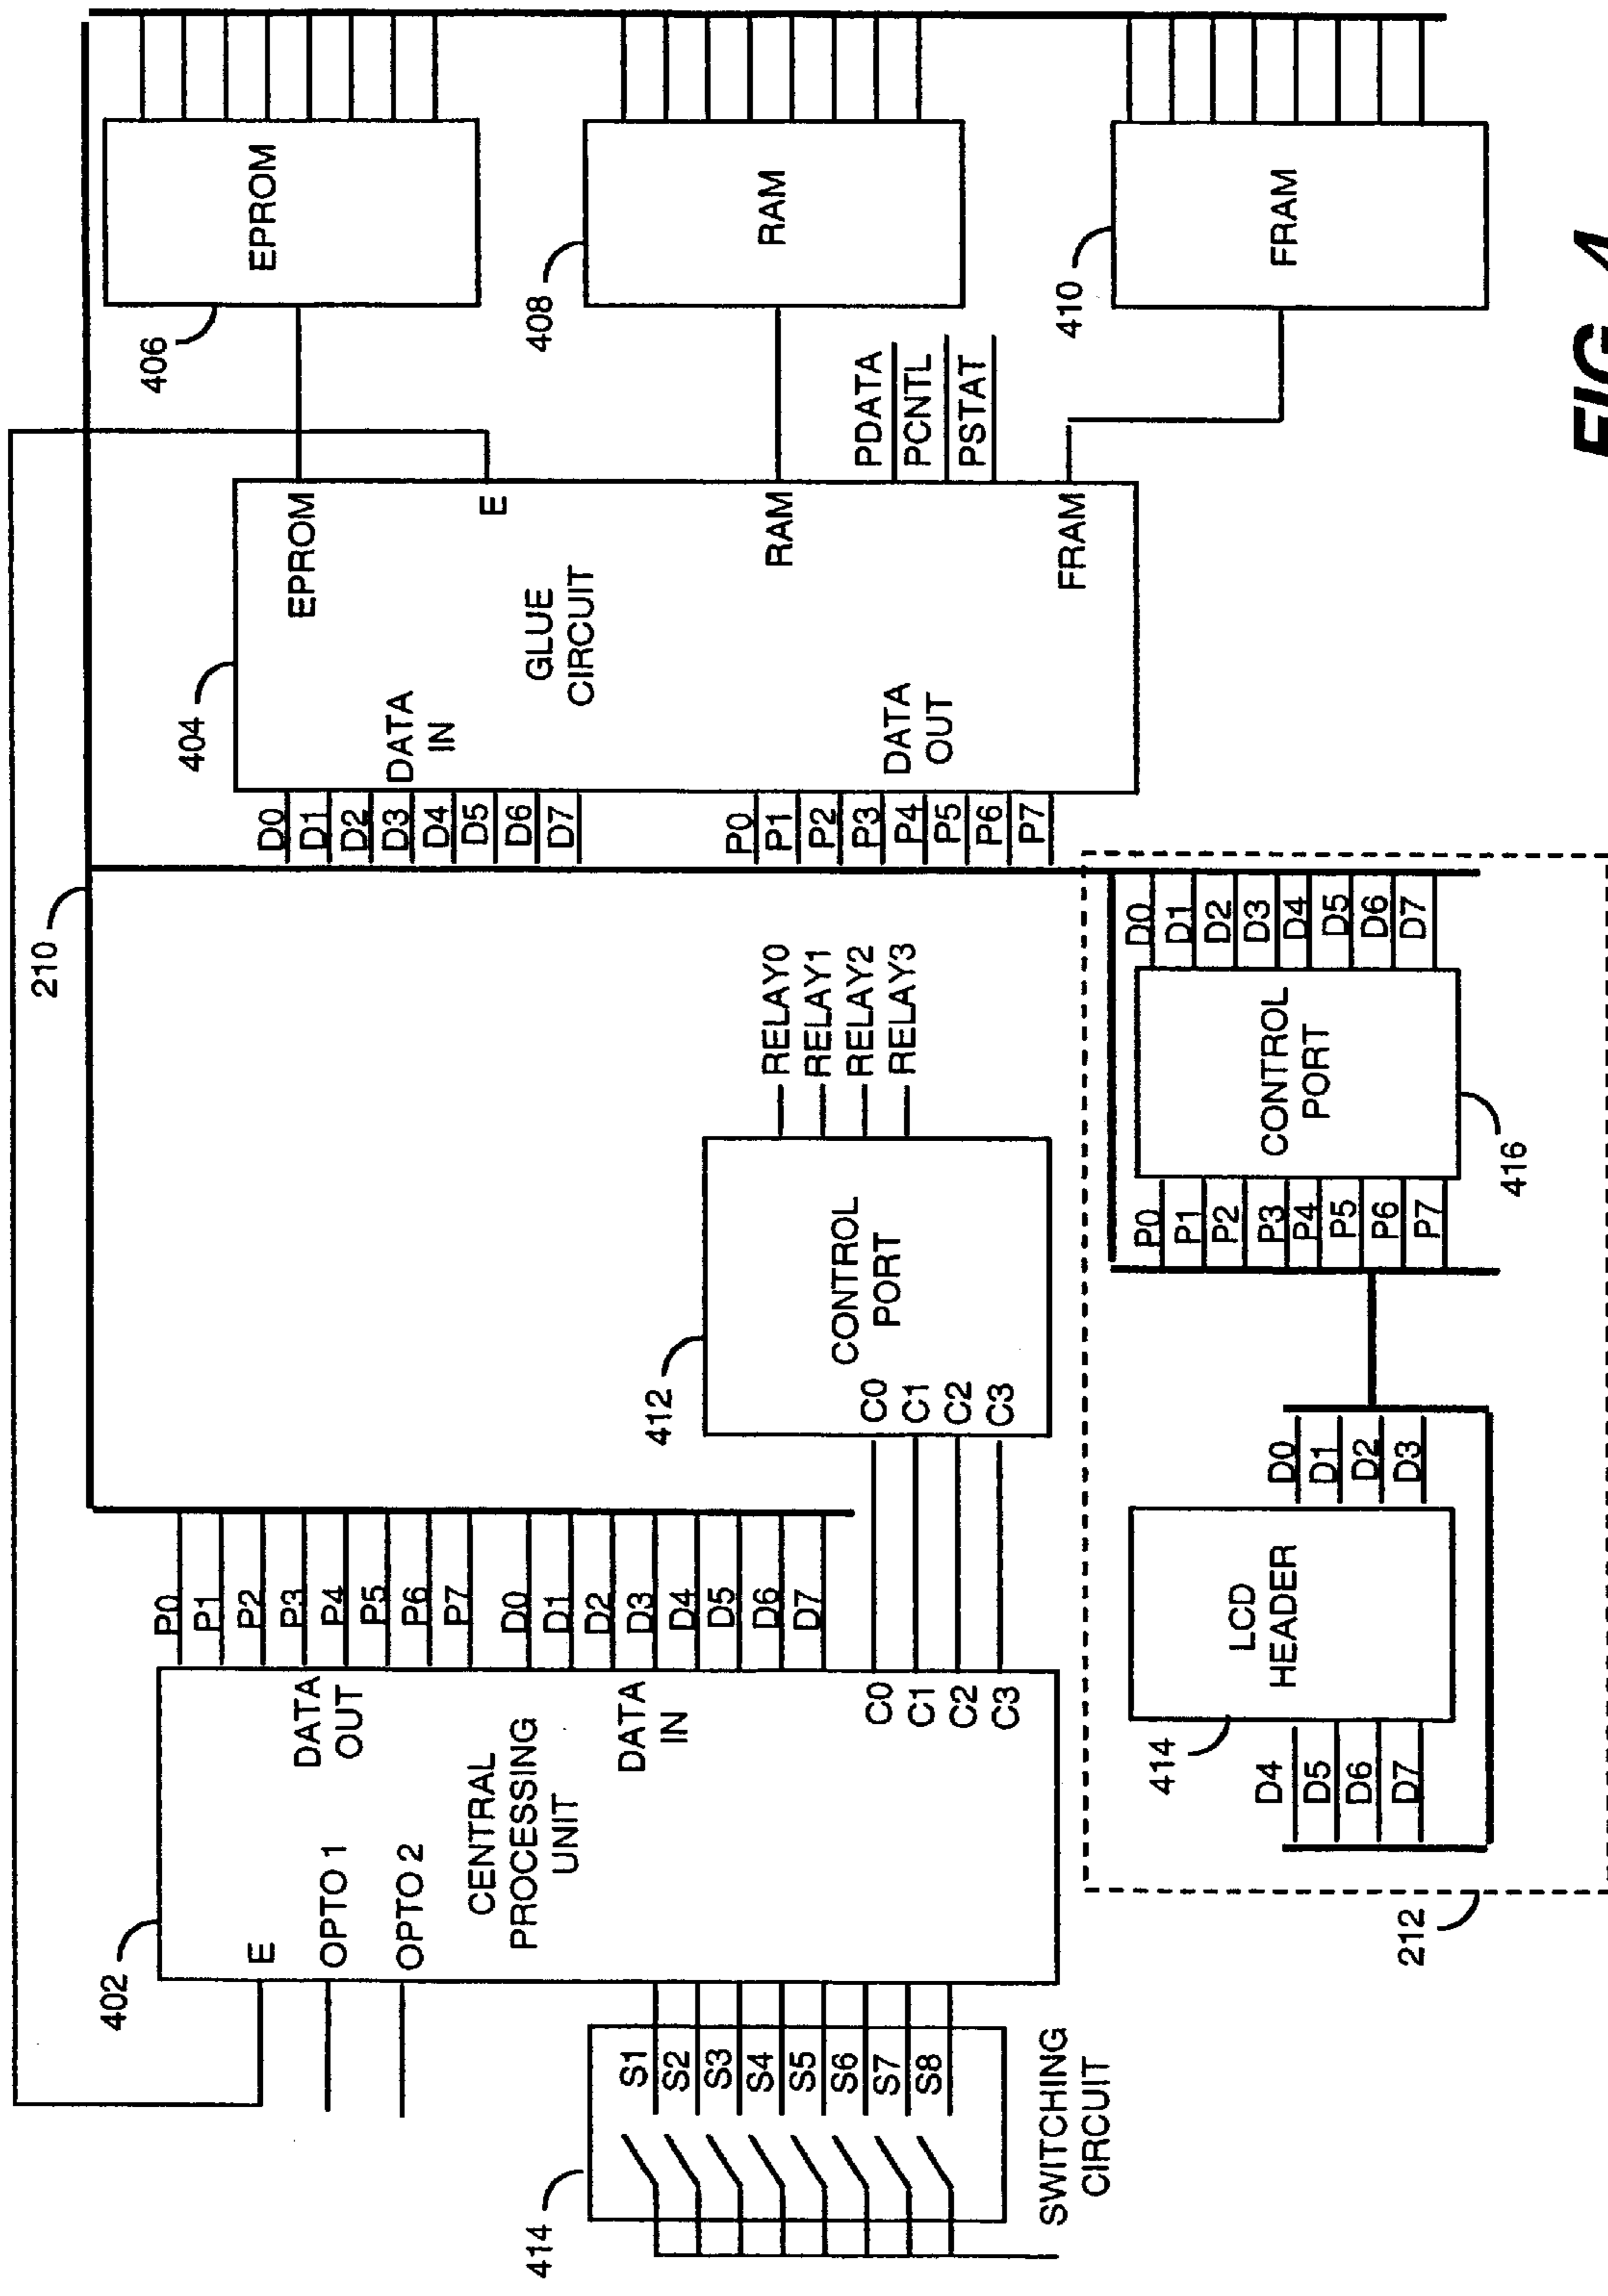 210
402
E
OPTO 1
OPTO 2
CENTRAL
PROCESSING
UNIT
DATA
OUT
DATA
IN
C0
C1
C2
C3
P0
P1
P2
P3
P4
P5
P6
P7
D0
D1
D2
D3
D4
D5
D6
D7
414
S1
S2
S3
S4
S5
S6
S7
S8
SWITCHING
CIRCUIT
412
CONTROL
PORT
C0
C1
C2
C3
RELAY0
RELAY1
RELAY2
RELAY3
404
D0
D1
D2
D3
D4
D5
D6
D7
DATA
IN
P0
P1
P2
P3
P4
P5
P6
P7
DATA
OUT
GLUE
CIRCUIT
EPROM
E
RAM
FRAM
PDATA
PCNTL
PSTAT
406
EPROM
408
RAM
410
FRAM
212
414
LCD
HEADER
D4
D5
D6
D7
D0
D1
D2
D3
P0
P1
P2
P3
P4
P5
P6
P7
CONTROL
PORT
416
D0
D1
D2
D3
D4
D5
D6
D7
FIG. 4